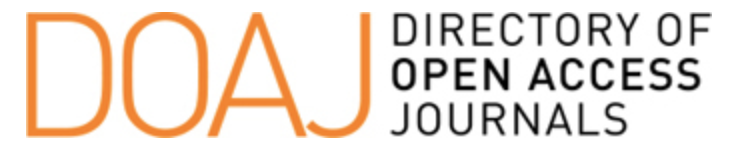 DOAJ
DIRECTORY OF
OPEN ACCESS
JOURNALS